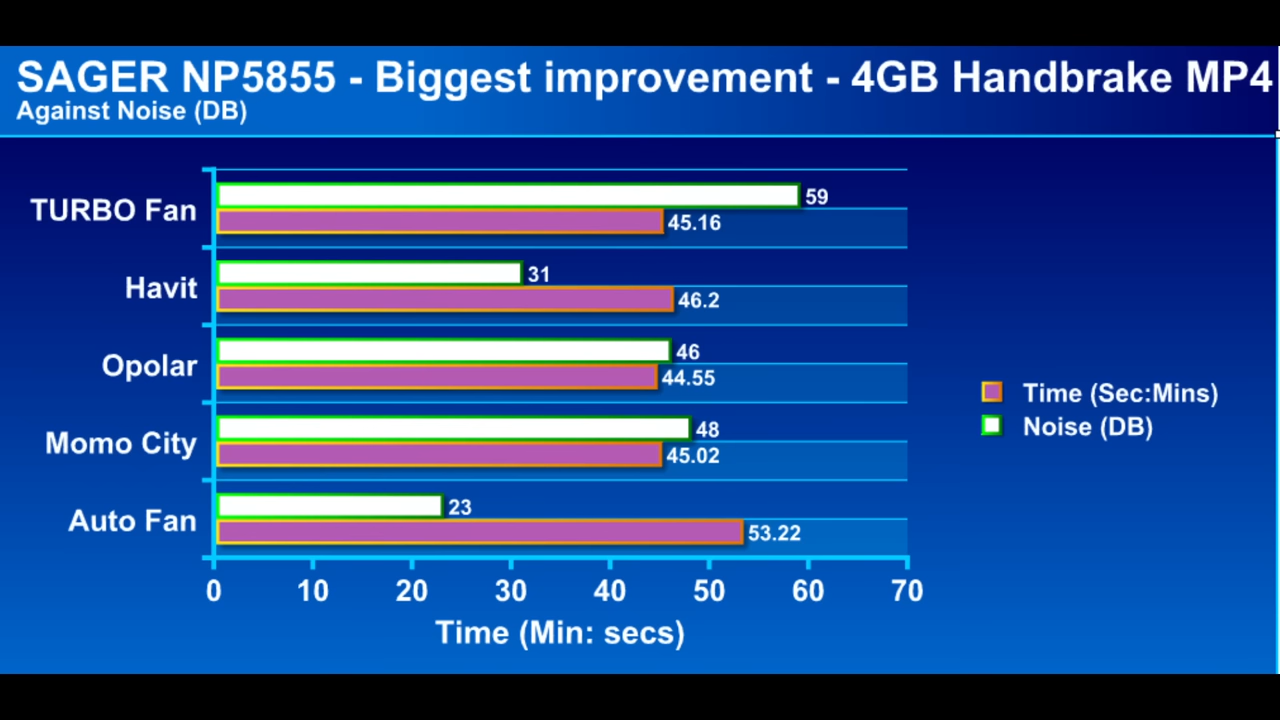 SAGER NP5855 - Biggest improvement - 4GB Handbrake MP4
Against Noise (DB)
TURBO Fan
59
45.16
Havit
31
46.2
Opolar
46
44.55
Momo City
48
45.02
Auto Fan
23
53.22
0 10 20 30 40 50 60 70
Time (Min: secs)
Time (Sec:Mins)
Noise (DB)